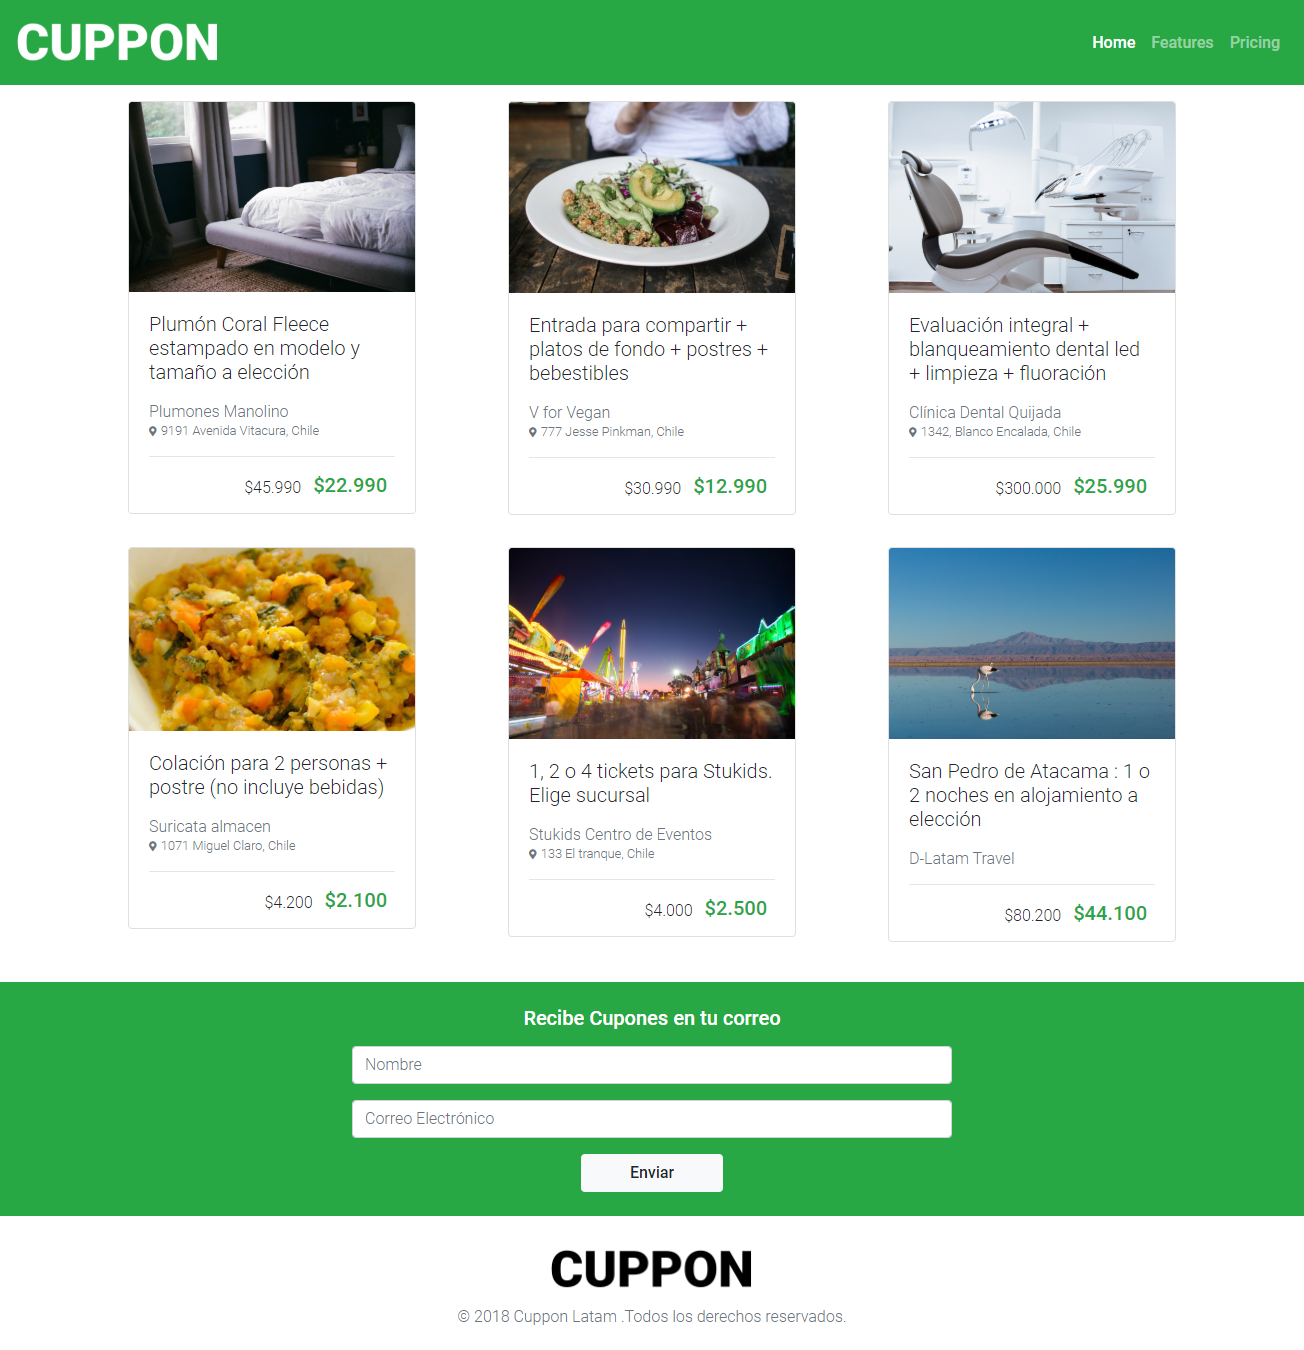 CUPPON
Home Features Pricing
Plumón Coral Fleece
estampado en modelo y
tamaño a elección
Plumones Manolino
9191 Avenida Vitacura, Chile
$45.990 $22.990
Entrada para compartir +
platos de fondo + postres +
bebestibles
V for Vegan
777 Jesse Pinkman, Chile
$30.990 $12.990
Evaluación integral +
blanqueamiento dental led
+ limpieza + fluoración
Clínica Dental Quijada
1342, Blanco Encalada, Chile
$300.000 $25.990
Colación para 2 personas +
postre (no incluye bebidas)
Suricata almacen
1071 Miguel Claro, Chile
$4.200 $2.100
1, 2 o 4 tickets para Stukids.
Elige sucursal
Stukids Centro de Eventos
133 El tranque, Chile
$4.000 $2.500
San Pedro de Atacama : 1 o
2 noches en alojamiento a
elección
D-Latam Travel
$80.200 $44.100
Recibe Cupones en tu correo
Nombre
Correo Electrónico
Enviar
CUPPON
© 2018 Cuppon Latam .Todos los derechos reservados.